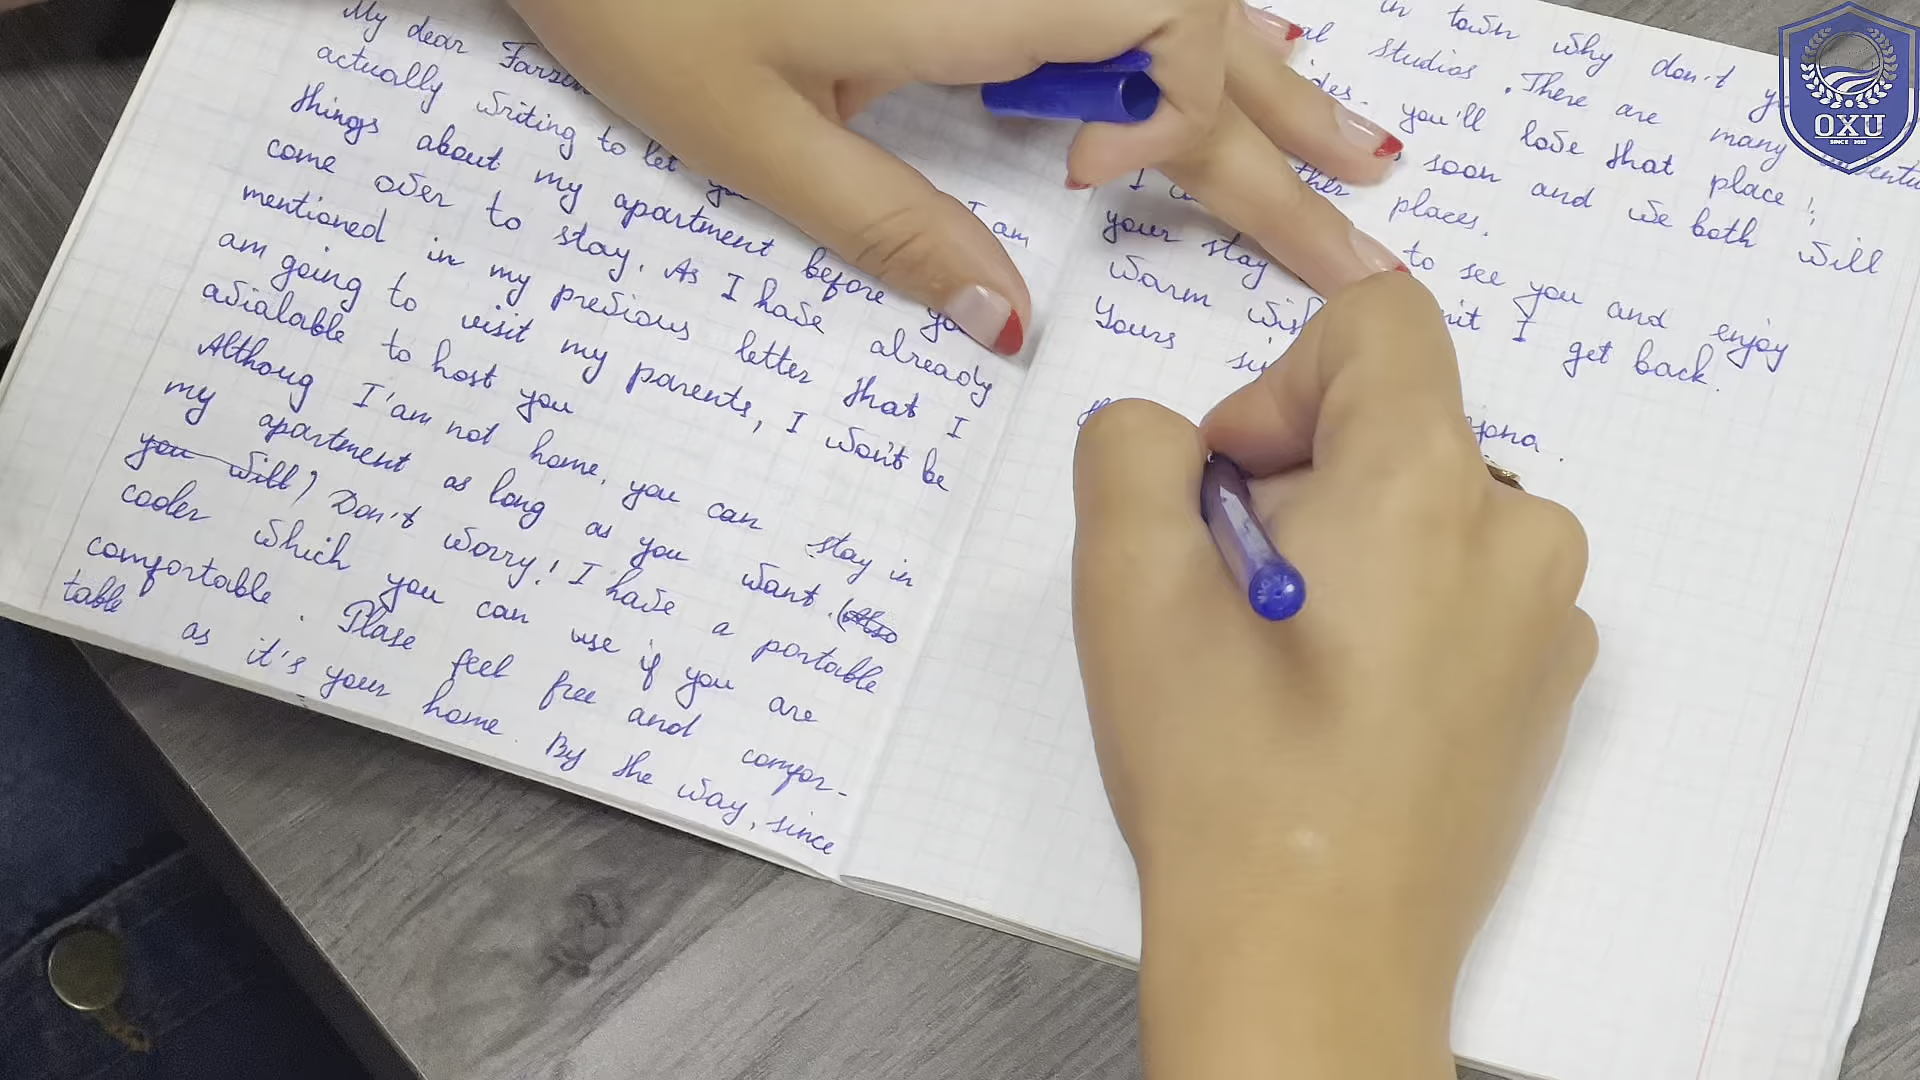 My dear
actually writing to let I am
things about my apartment before
come over to stay. As I have already
mentioned in my previous letter that I
am going to visit my parents, I won't be
avialable to host you
Althoug I'am not home, you can stay in
my apartment as long as you want. (Also
you will) Don't worry! I have a portable
cooler which you can use if you are
comfortable. Plase feel free and comfor-
table as it's your home. By the way, since
in town why don't
studios. There are many
you'll love that place!
soon and we both will
I places.
your stay to see you and enjoy
warm I get back.
Yours
OXU
SINCE 2022